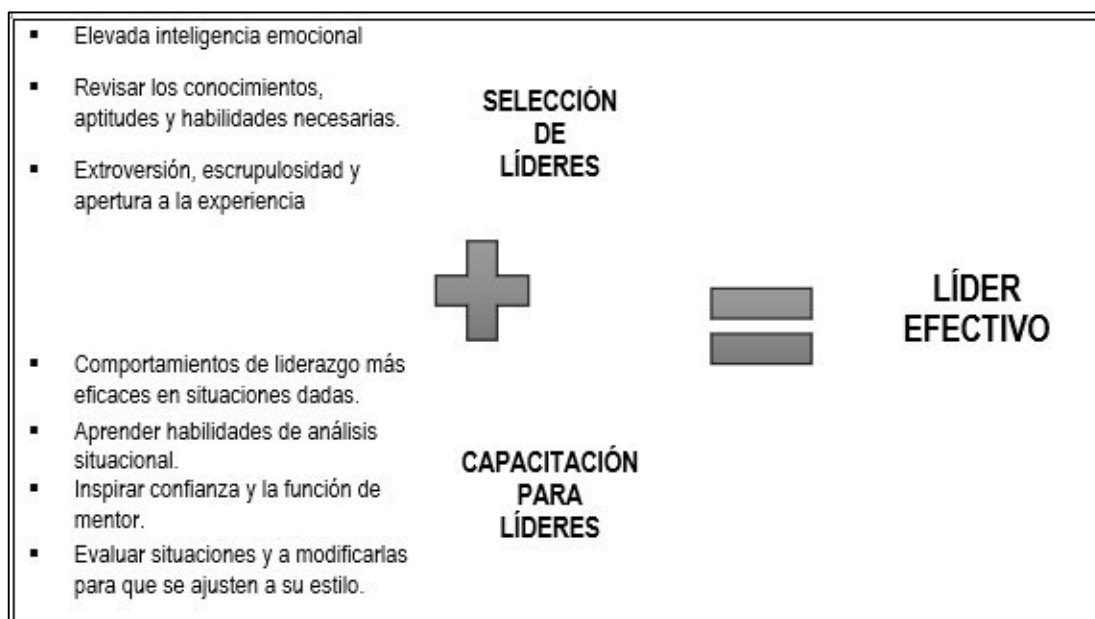 ▪ Elevada inteligencia emocional
▪ Revisar los conocimientos,
aptitudes y habilidades necesarias.
▪ Extroversión, escrupulosidad y
apertura a la experiencia
SELECCIÓN
DE
LÍDERES
LÍDER
EFECTIVO
▪ Comportamientos de liderazgo más
eficaces en situaciones dadas.
▪ Aprender habilidades de análisis
situacional.
▪ Inspirar confianza y la función de
mentor.
▪ Evaluar situaciones y a modificarlas
para que se ajusten a su estilo.
CAPACITACIÓN
PARA
LÍDERES